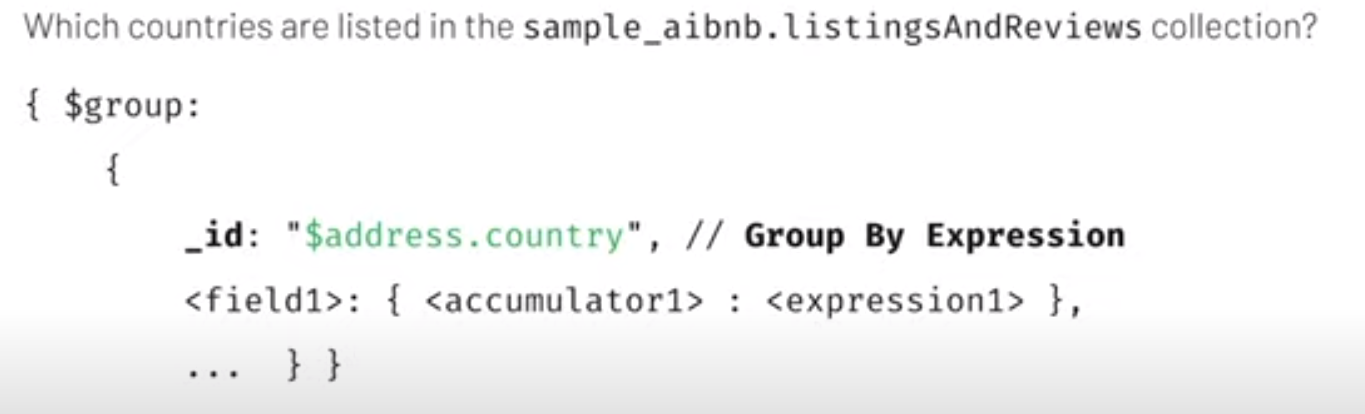 Which countries are listed in the sample_aibnb.listingsAndReviews collection?
{ $group:
{
_id: "$address.country", // Group By Expression
<field1>: { <accumulator1> : <expression1> },
... } }